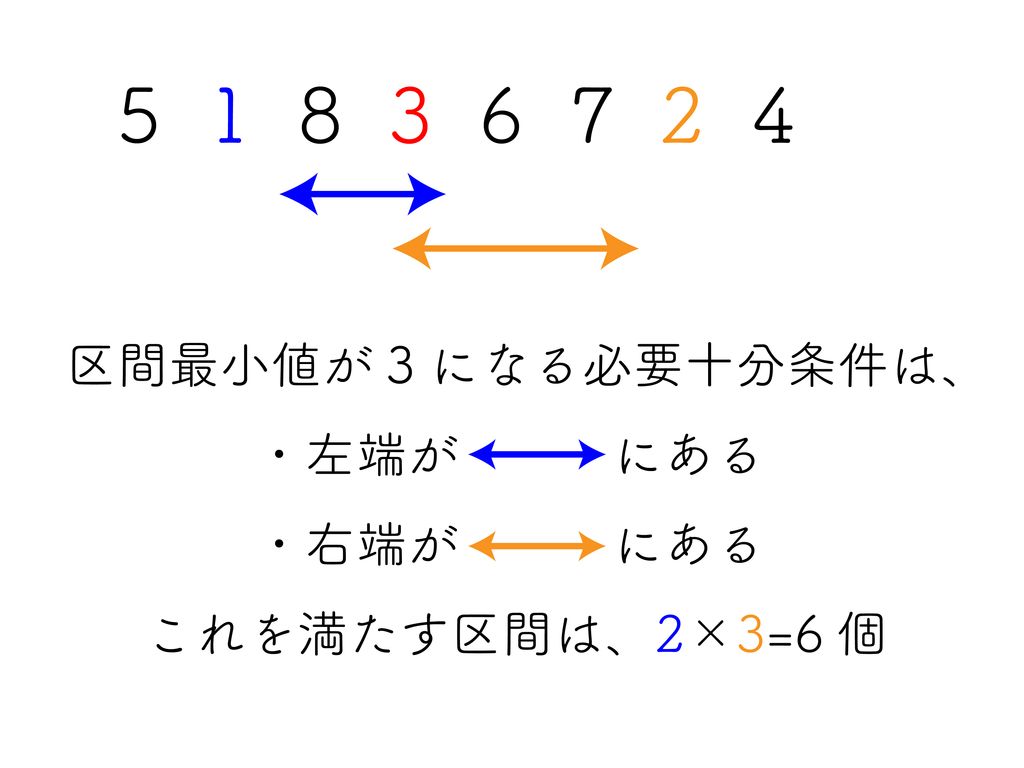 5 1 8 3 6 7 2 4
区間最小値が 3 になる必要十分条件は、
・左端が にある
・右端が にある
これを満たす区間は、2×3=6 個